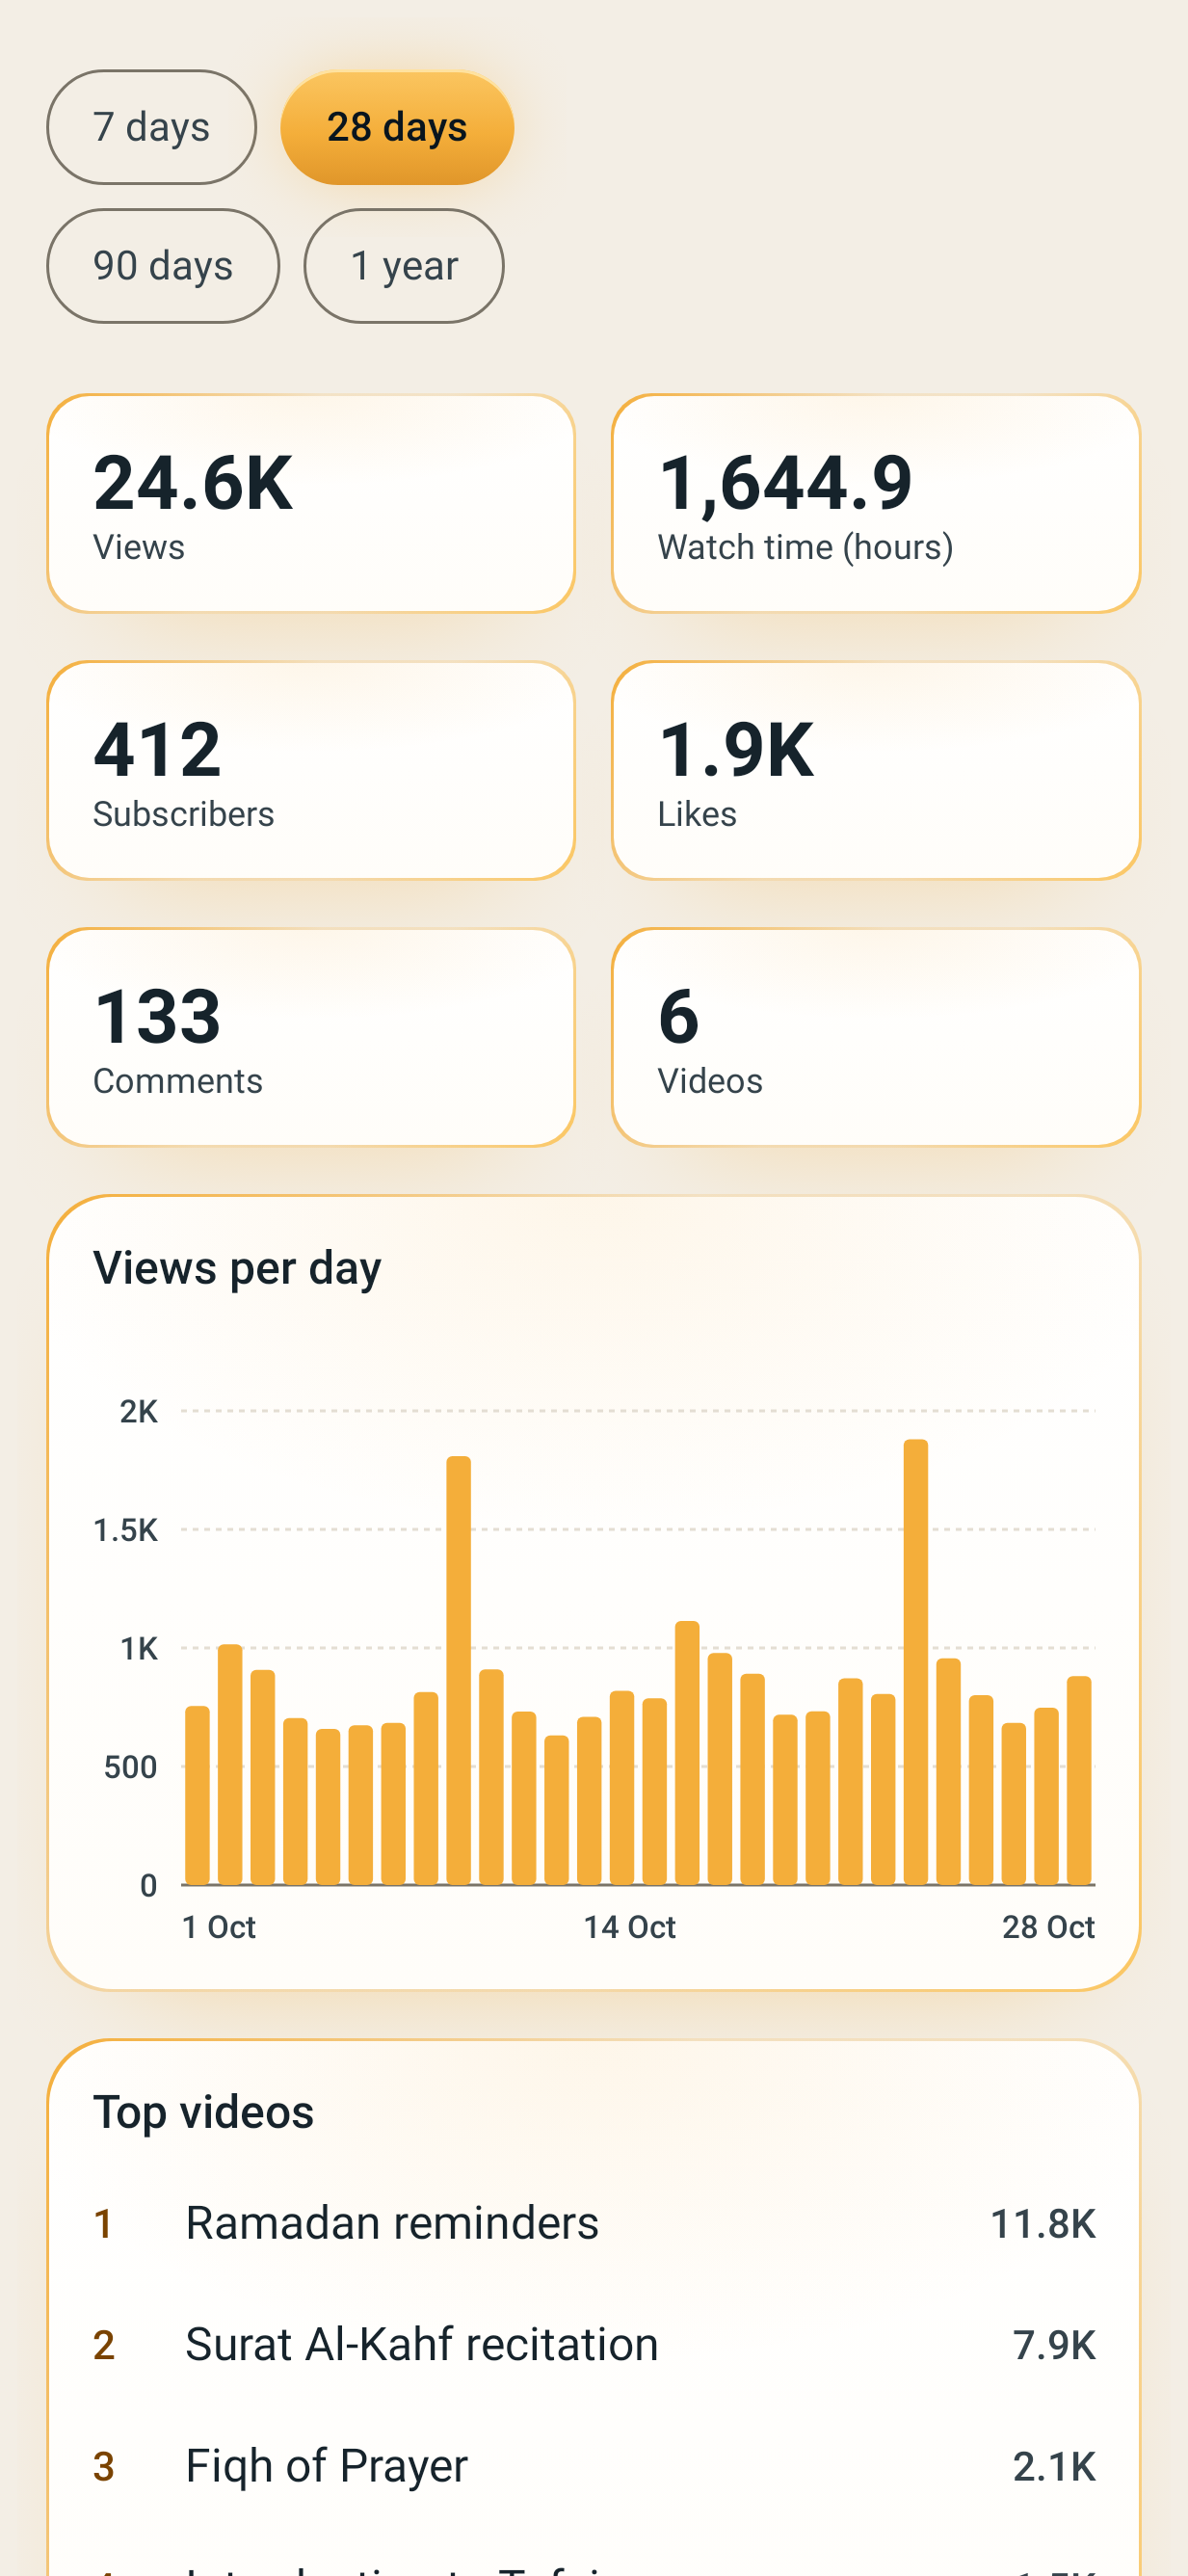 7 days
28 days
90 days
1 year
24.6K
Views
1,644.9
Watch time (hours)
412
Subscribers
1.9K
Likes
133
Comments
6
Videos
Views per day
2K
1.5K
1K
500
0
1 Oct
14 Oct
28 Oct
Top videos
1 Ramadan reminders 11.8K
2 Surat Al-Kahf recitation 7.9K
3 Fiqh of Prayer 2.1K